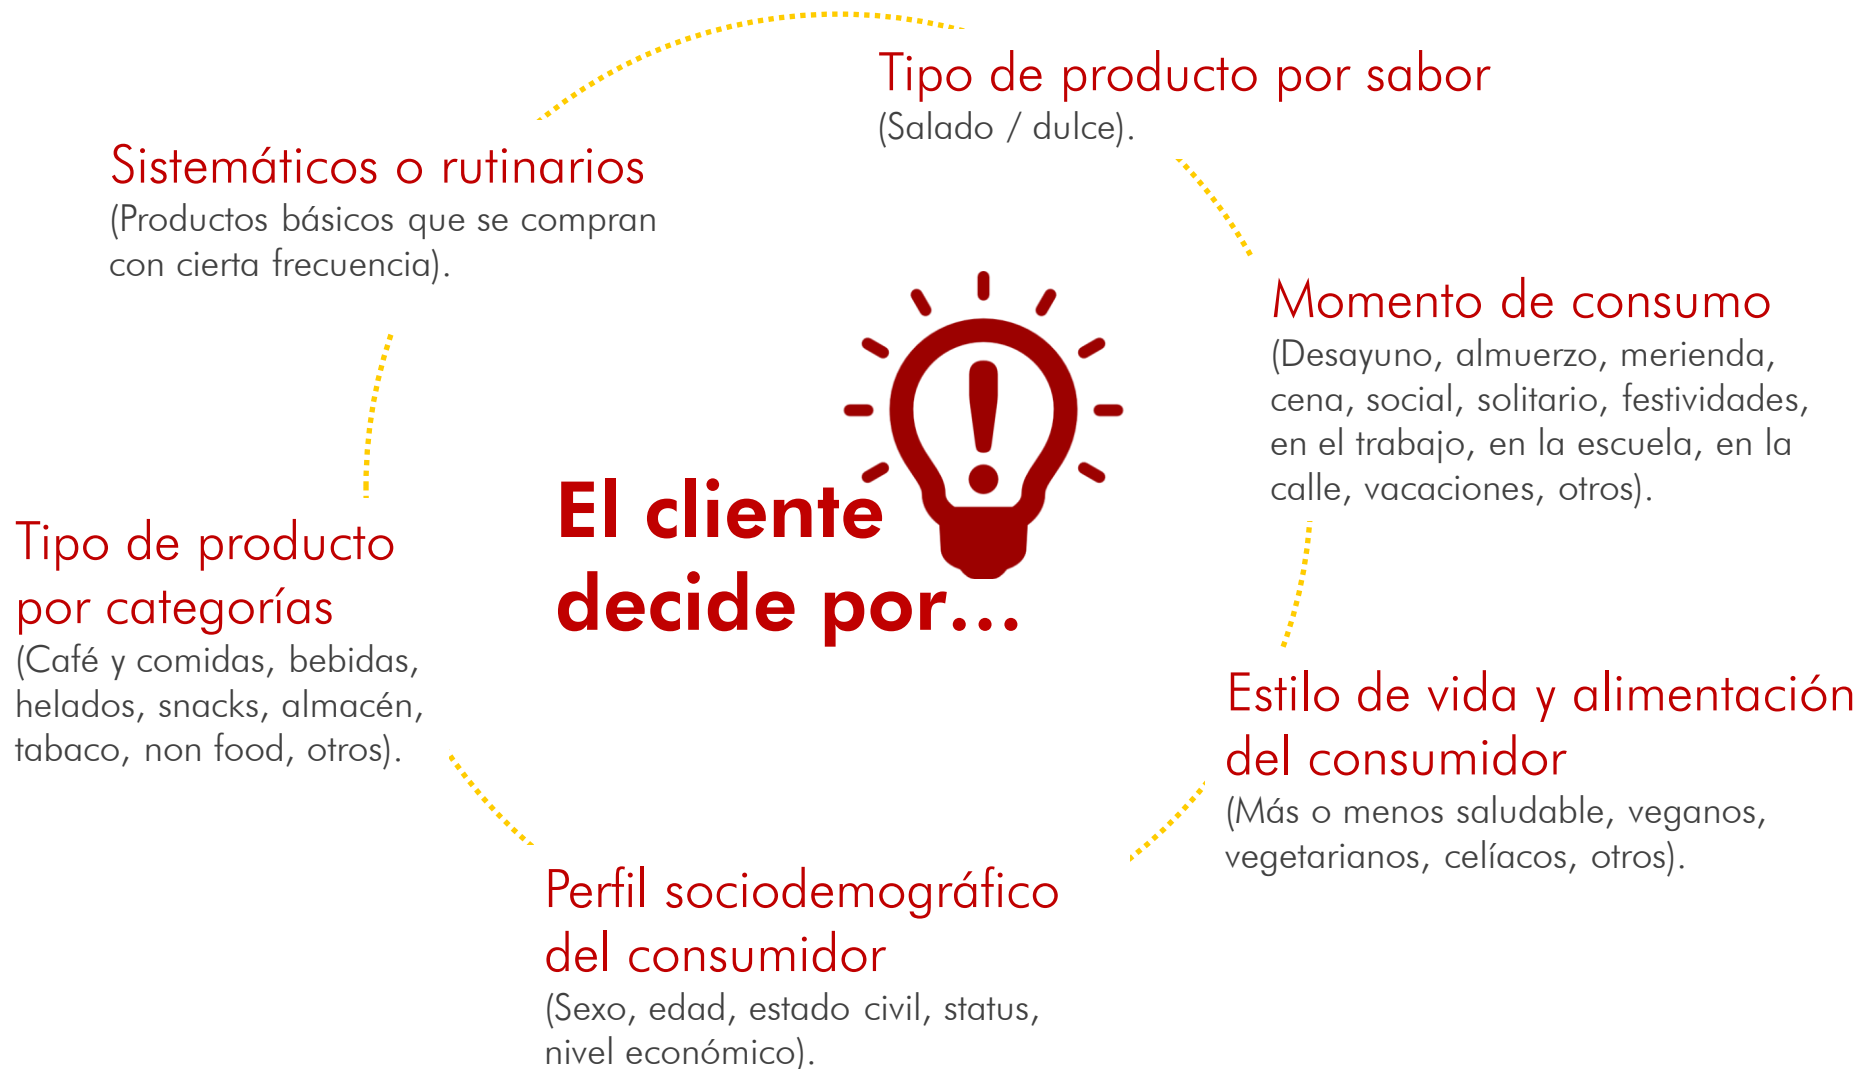 Tipo de producto por sabor
(Salado / dulce).
Sistemáticos o rutinarios
(Productos básicos que se compran
con cierta frecuencia).
Momento de consumo
(Desayuno, almuerzo, merienda,
cena, social, solitario, festividades,
en el trabajo, en la escuela, en la
calle, vacaciones, otros).
El cliente
decide por...
Tipo de producto
por categorías
(Café y comidas, bebidas,
helados, snacks, almacén,
tabaco, non food, otros).
Estilo de vida y alimentación
del consumidor
(Más o menos saludable, veganos,
vegetarianos, celíacos, otros).
Perfil sociodemográfico
del consumidor
(Sexo, edad, estado civil, status,
nivel económico).